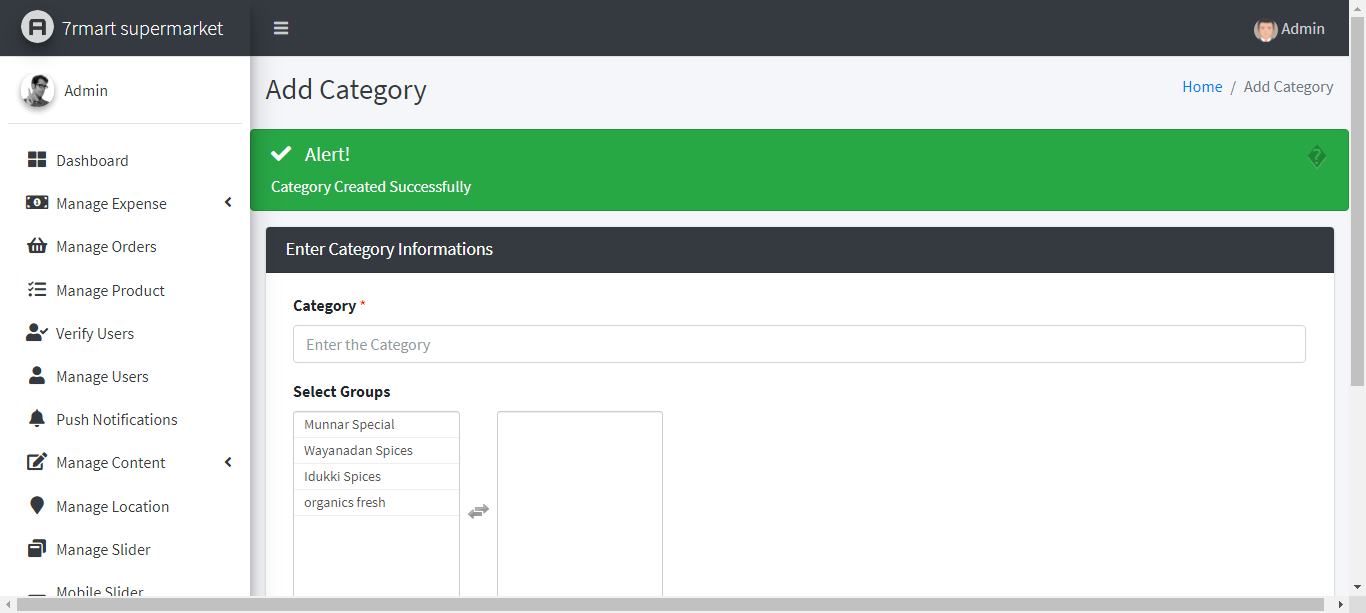 7rmart supermarket
Admin
Admin
Dashboard
Manage Expense
Manage Orders
Manage Product
Verify Users
Manage Users
Push Notifications
Manage Content
Manage Location
Manage Slider
Mobile Slider
Add Category
Home / Add Category
Alert!
Category Created Successfully
Enter Category Informations
Category *
Enter the Category
Select Groups
Munnar Special
Wayanadan Spices
Idukki Spices
organics fresh